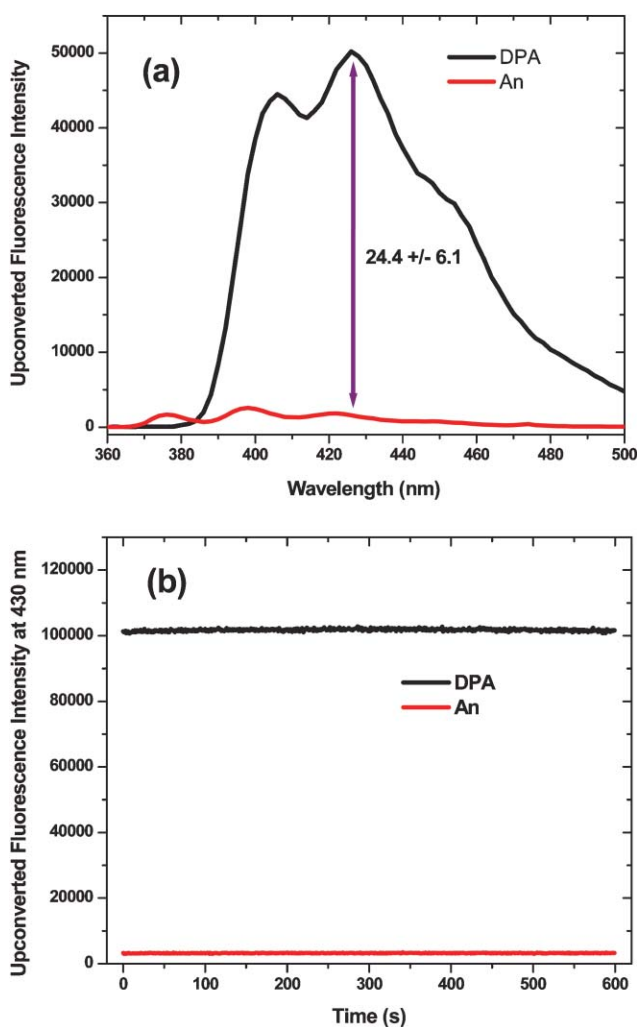 (a)
DPA
An
24.4 +/- 6.1
Upconverted Fluorescence Intensity
50000
40000
30000
20000
10000
0
360 380 400 420 440 460 480 500
Wavelength (nm)
(b)
DPA
An
Upconverted Fluorescence Intensity at 430 nm
120000
100000
80000
60000
40000
20000
0
0 100 200 300 400 500 600
Time (s)